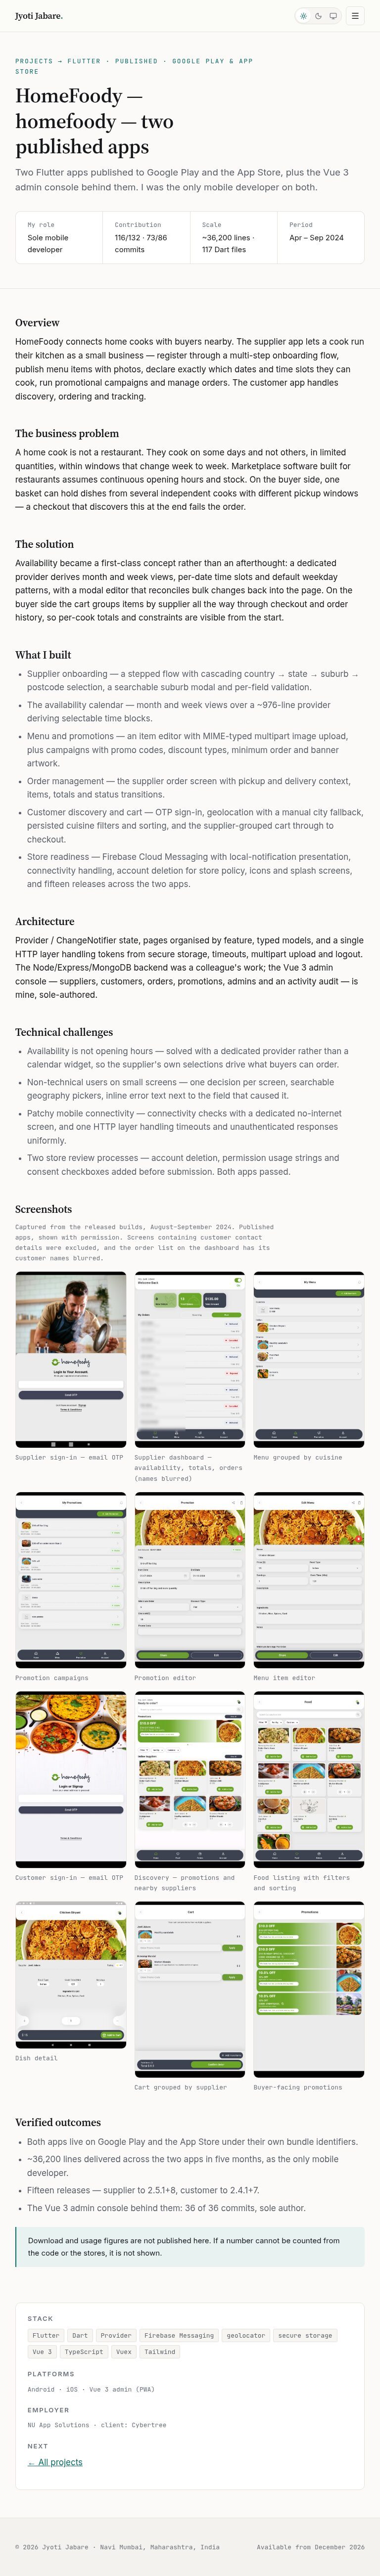 Jyoti Jabare.
PROJECTS → FLUTTER · PUBLISHED · GOOGLE PLAY & APP
STORE
HomeFoody —
homefoody — two
published apps
Two Flutter apps published to Google Play and the App Store, plus the Vue 3
admin console behind them. I was the only mobile developer on both.
My role
Sole mobile
developer
Contribution
116/132 · 73/86
commits
Scale
~36,200 lines ·
117 Dart files
Period
Apr – Sep 2024
Overview
HomeFoody connects home cooks with buyers nearby. The supplier app lets a cook run
their kitchen as a small business — register through a multi-step onboarding flow,
publish menu items with photos, declare exactly which dates and time slots they can
cook, run promotional campaigns and manage orders. The customer app handles
discovery, ordering and tracking.
The business problem
A home cook is not a restaurant. They cook on some days and not others, in limited
quantities, within windows that change week to week. Marketplace software built for
restaurants assumes continuous opening hours and stock. On the buyer side, one
basket can hold dishes from several independent cooks with different pickup windows
— a checkout that discovers this at the end fails the order.
The solution
Availability became a first-class concept rather than an afterthought: a dedicated
provider derives month and week views, per-date time slots and default weekday
patterns, with a modal editor that reconciles bulk changes back into the page. On the
buyer side the cart groups items by supplier all the way through checkout and order
history, so per-cook totals and constraints are visible from the start.
What I built
• Supplier onboarding — a stepped flow with cascading country → state → suburb →
postcode selection, a searchable suburb modal and per-field validation.
• The availability calendar — month and week views over a ~976-line provider
deriving selectable time blocks.
• Menu and promotions — an item editor with MIME-typed multipart image upload,
plus campaigns with promo codes, discount types, minimum order and banner
artwork.
• Order management — the supplier order screen with pickup and delivery context,
items, totals and status transitions.
• Customer discovery and cart — OTP sign-in, geolocation with a manual city fallback,
persisted cuisine filters and sorting, and the supplier-grouped cart through to
checkout.
• Store readiness — Firebase Cloud Messaging with local-notification presentation,
connectivity handling, account deletion for store policy, icons and splash screens,
and fifteen releases across the two apps.
Architecture
Provider / ChangeNotifier state, pages organised by feature, typed models, and a single
HTTP layer handling tokens from secure storage, timeouts, multipart upload and logout.
The Node/Express/MongoDB backend was a colleague's work; the Vue 3 admin
console — suppliers, customers, orders, promotions, admins and an activity audit — is
mine, sole-authored.
Technical challenges
• Availability is not opening hours — solved with a dedicated provider rather than a
calendar widget, so the supplier's own selections drive what buyers can order.
• Non-technical users on small screens — one decision per screen, searchable
geography pickers, inline error text next to the field that caused it.
• Patchy mobile connectivity — connectivity checks with a dedicated no-internet
screen, and one HTTP layer handling timeouts and unauthenticated responses
uniformly.
• Two store review processes — account deletion, permission usage strings and
consent checkboxes added before submission. Both apps passed.
Screenshots
Captured from the released builds, August–September 2024. Published
apps, shown with permission. Screens containing customer contact
details were excluded, and the order list on the dashboard has its
customer names blurred.
homefoody
Supplier sign-in — email OTP
Supplier dashboard —
availability, totals, orders
(names blurred)
My Menu
Menu grouped by cuisine
My Promotions
Promotion campaigns
Promotion
Promotion editor
Edit Menu
Menu item editor
homefoody
Login or Signup
Customer sign-in — email OTP
Discovery — promotions and
nearby suppliers
Food
Food listing with filters
and sorting
Dish detail
Cart
Cart grouped by supplier
Promotions
Buyer-facing promotions
Verified outcomes
• Both apps live on Google Play and the App Store under their own bundle identifiers.
• ~36,200 lines delivered across the two apps in five months, as the only mobile
developer.
• Fifteen releases — supplier to 2.5.1+8, customer to 2.4.1+7.
• The Vue 3 admin console behind them: 36 of 36 commits, sole author.
Download and usage figures are not published here. If a number cannot be counted from
the code or the stores, it is not shown.
STACK
Flutter Dart Provider Firebase Messaging geolocator secure storage
Vue 3 TypeScript Vuex Tailwind
PLATFORMS
Android · iOS · Vue 3 admin (PWA)
EMPLOYER
NU App Solutions · client: Cybertree
NEXT
← All projects
© 2026 Jyoti Jabare · Navi Mumbai, Maharashtra, India
Available from December 2026